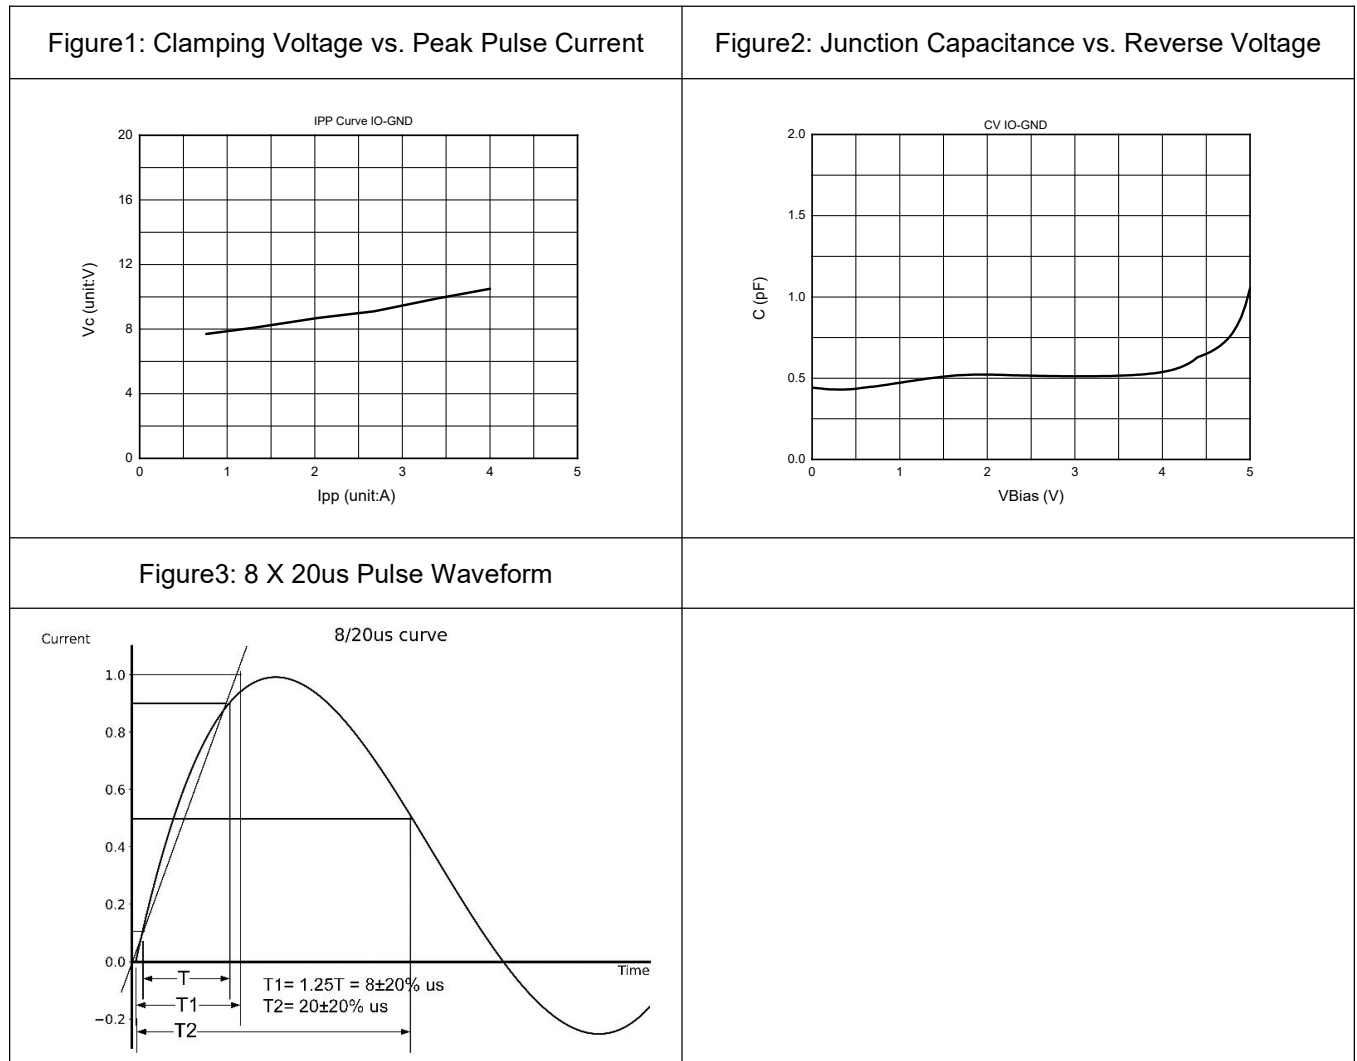 Figure1: Clamping Voltage vs. Peak Pulse Current
Figure2: Junction Capacitance vs. Reverse Voltage
IPP Curve IO-GND
20
16
12
8
4
0
0 1 2 3 4 5
Vc (unit:V)
Ipp (unit:A)
CV IO-GND
2.0
1.5
1.0
0.5
0.0
0 1 2 3 4 5
C (pF)
VBias (V)
Figure3: 8 X 20us Pulse Waveform
Current
8/20us curve
1.0
0.8
0.6
0.4
0.2
0.0
−0.2
Time
T
T1
T2
T1= 1.25T = 8±20% us
T2= 20±20% us